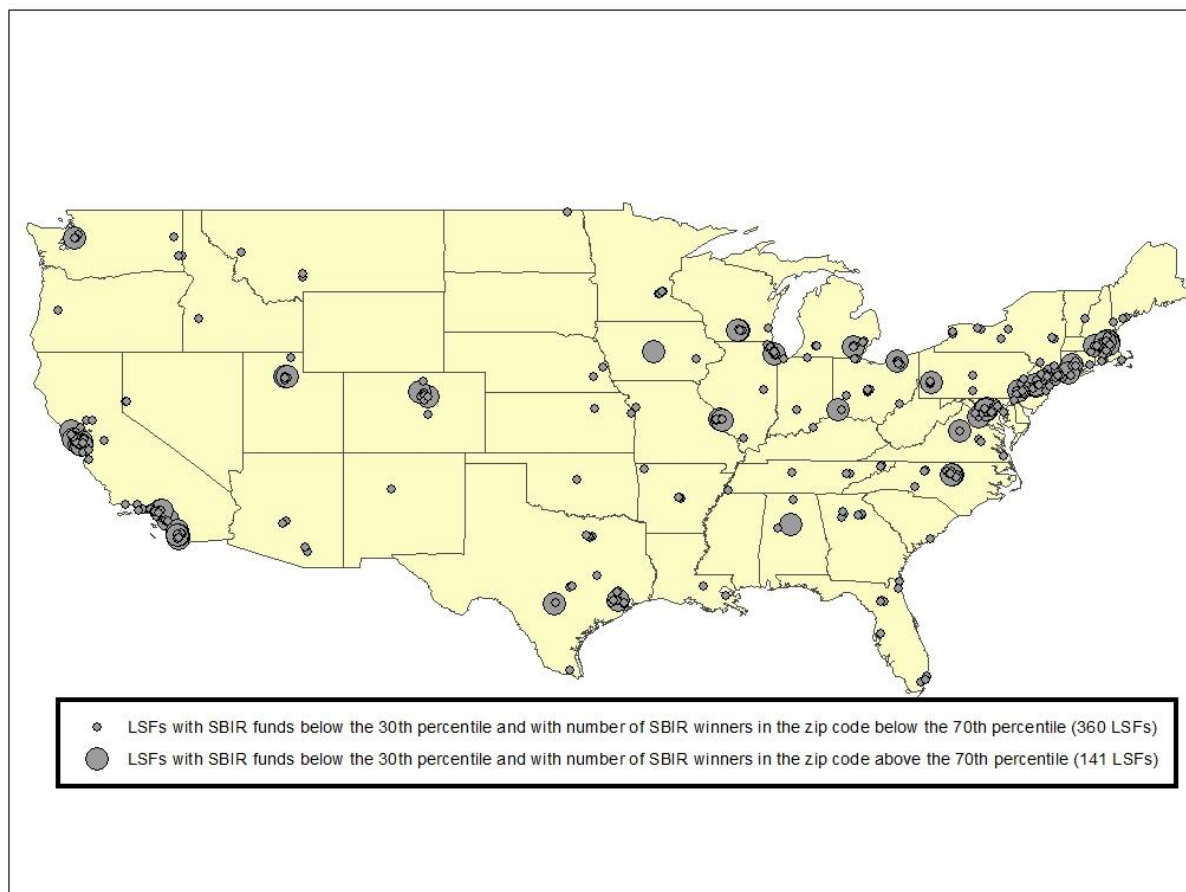 LSFs with SBIR funds below the 30th percentile and with number of SBIR winners in the zip code below the 70th percentile (360 LSFs)
LSFs with SBIR funds below the 30th percentile and with number of SBIR winners in the zip code above the 70th percentile (141 LSFs)